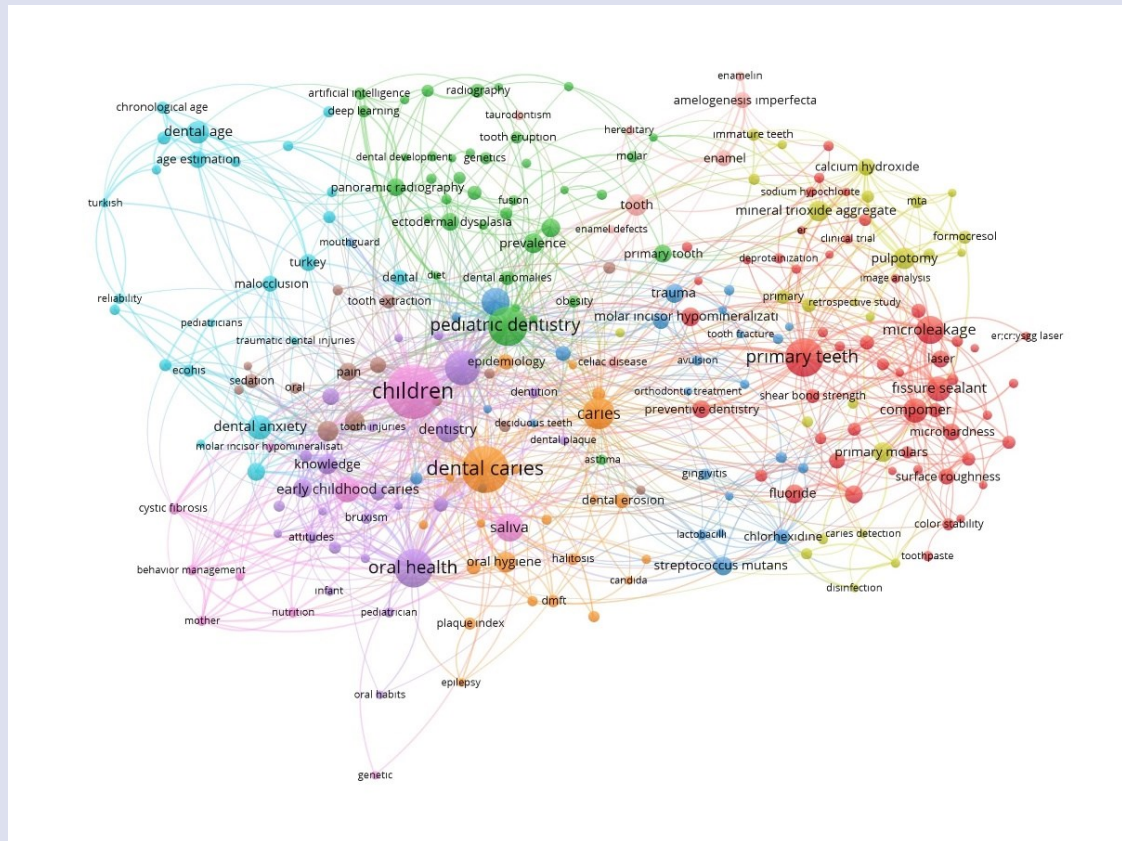 enamelin
artificial intelligence
radiography
amelogenesis imperfecta
chronological age
deep learning
taurodontism
dental age
hereditary
immature teeth
tooth eruption
age estimation
dental development
genetics
molar
enamel
calcium hydroxide
panoramic radiography
sodium hypochlorite
turkish
fusion
tooth
mta
mineral trioxide aggregate
ectodermal dysplasia
enamel defects
er
clinical trial
formocresol
mouthguard
prevalence
primary tooth
deproteinization
pulpotomy
turkey
dental
diet
dental anomalies
image analysis
malocclusion
trauma
reliability
tooth extraction
obesity
primary
retrospective study
pediatricians
pediatric dentistry
molar incisor hypomineralizati
microleakage
traumatic dental injuries
tooth fracture
er;cr;ysgg laser
ecohis
pain
epidemiology
celiac disease
avulsion
primary teeth
laser
sedation
oral
children
dentition
orthodontic treatment
shear bond strength
fissure sealant
caries
preventive dentistry
compomer
dental anxiety
tooth injuries
dentistry
deciduous teeth
microhardness
molar incisor hypomineralisati
dental plaque
primary molars
knowledge
dental caries
asthma
gingivitis
surface roughness
early childhood caries
dental erosion
fluoride
cystic fibrosis
bruxism
saliva
color stability
attitudes
lactobacilli
chlorhexidine
caries detection
behavior management
oral health
oral hygiene
halitosis
streptococcus mutans
toothpaste
infant
candida
disinfection
mother
nutrition
pediatrician
dmft
plaque index
oral habits
epilepsy
genetic